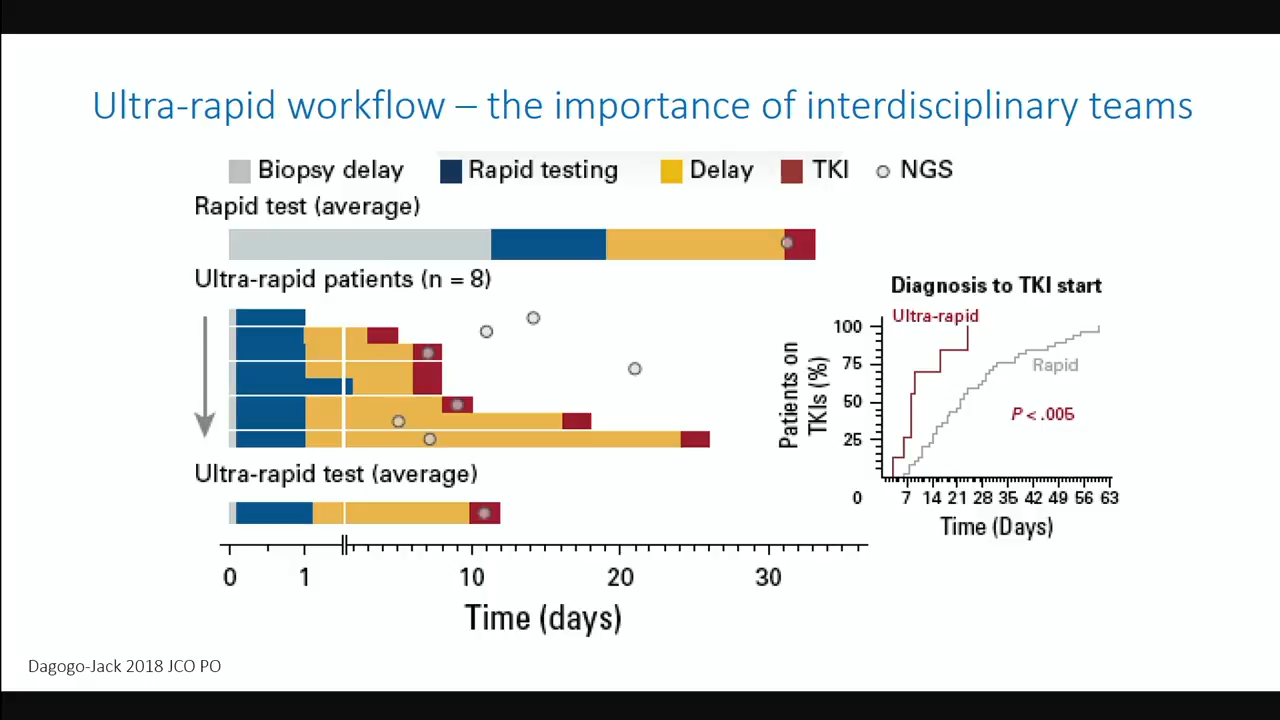 Ultra-rapid workflow – the importance of interdisciplinary teams
Biopsy delay Rapid testing Delay TKI NGS
Rapid test (average)
Ultra-rapid patients (n = 8)
Ultra-rapid test (average)
0 1 10 20 30
Time (days)
Diagnosis to TKI start
Ultra-rapid
Rapid
P < .005
Patients on
TKIs (%)
100
75
50
25
0 7 14 21 28 35 42 49 56 63
Time (Days)
Dagogo-Jack 2018 JCO PO